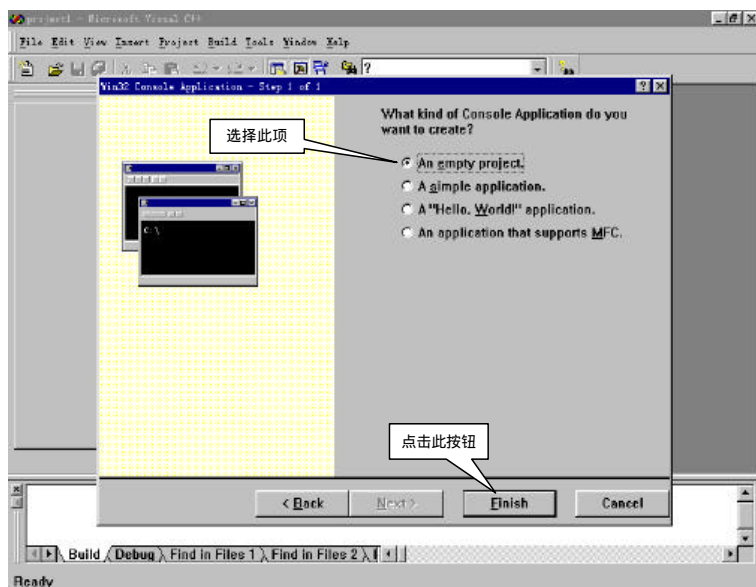 project1 - Microsoft Visual C++
File Edit View Insert Project Build Tools Window Help
?
Win32 Console Application - Step 1 of 1
What kind of Console Application do you
want to create?
选择此项
An empty project.
A simple application.
A "Hello, World!" application.
An application that supports MFC.
C:\
点击此按钮
< Back
Next >
Finish
Cancel
Build
Debug
Find in Files 1
Find in Files 2
Ready